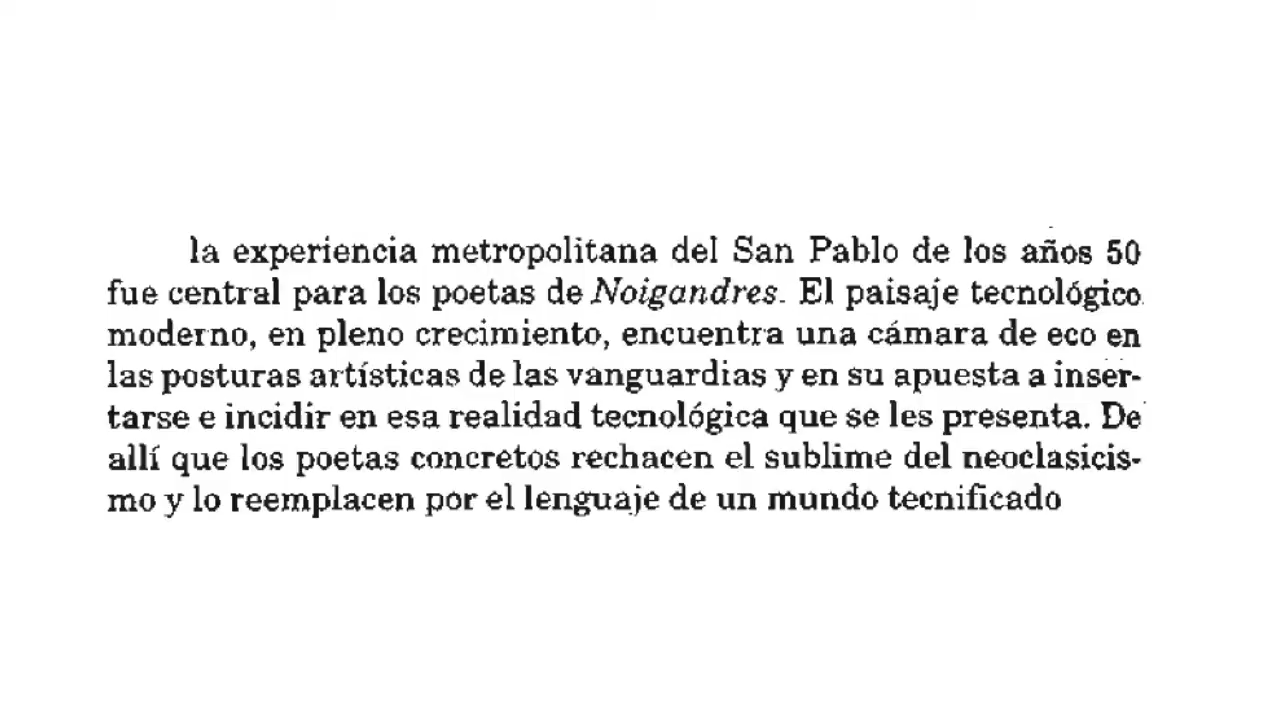 la experiencia metropolitana del San Pablo de los años 50
fue central para los poetas de Noigandres. El paisaje tecnológico
moderno, en pleno crecimiento, encuentra una cámara de eco en
las posturas artísticas de las vanguardias y en su apuesta a inser-
tarse e incidir en esa realidad tecnológica que se les presenta. De
allí que los poetas concretos rechacen el sublime del neoclasicis-
mo y lo reemplacen por el lenguaje de un mundo tecnificado